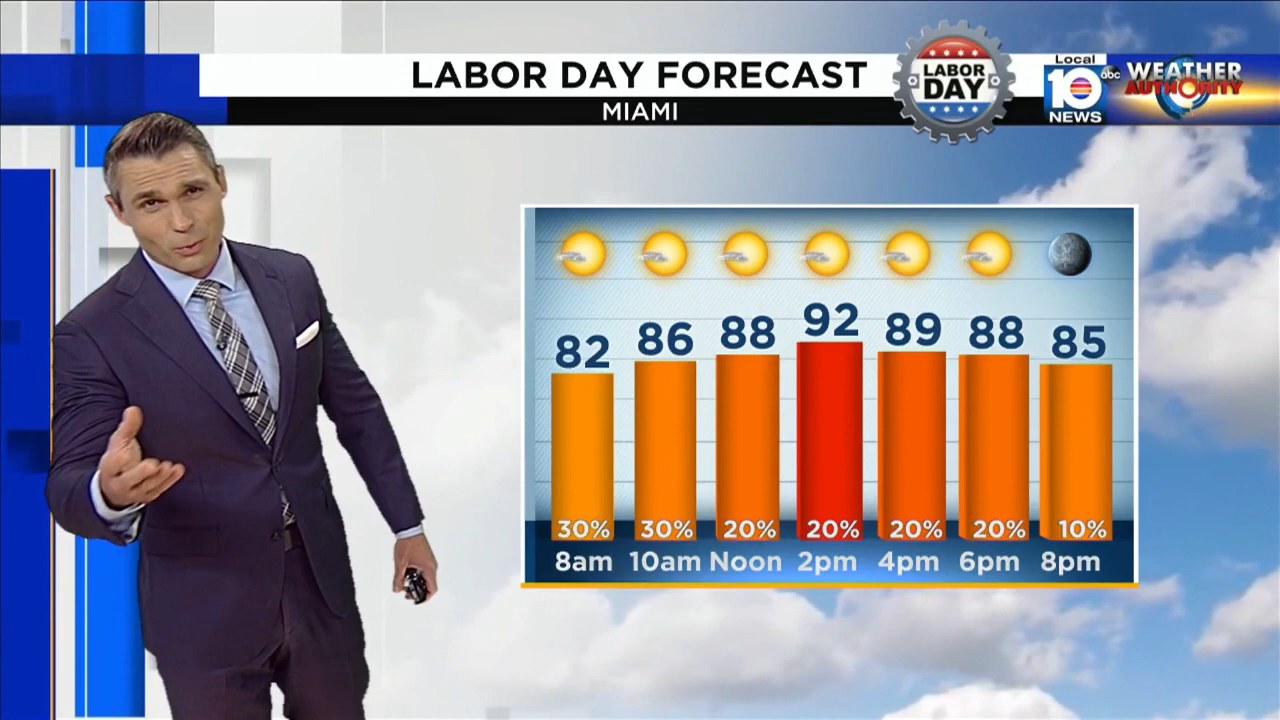 LABOR DAY FORECAST
MIAMI
LABOR
DAY
Local
10
abc
NEWS
WEATHER
AUTHORITY
82 86 88 92 89 88 85
30% 30% 20% 20% 20% 20% 10%
8am 10am Noon 2pm 4pm 6pm 8pm